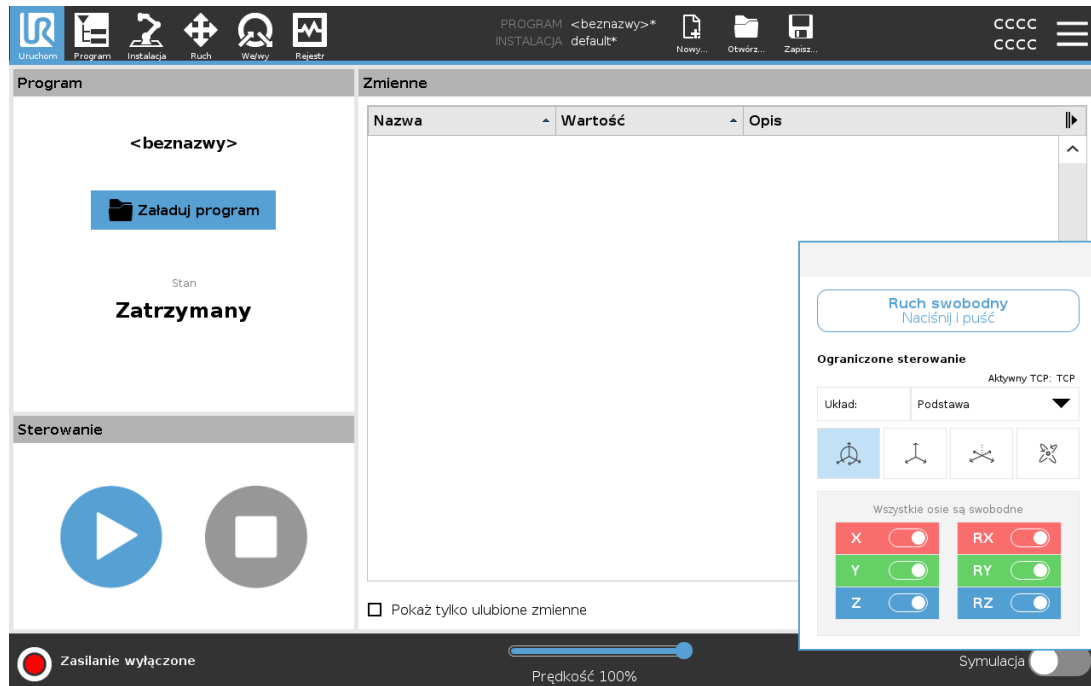 PROGRAM <beznazwy>*
INSTALACJA default*
CCCC
CCCC
Uruchom Program Instalacja Ruch We/wy Rejestr
Nowy... Otwórz... Zapisz...
Program
<beznazwy>
Załaduj program
Stan
Zatrzymany
Sterowanie
Zmienne
Nazwa Wartość Opis
Pokaż tylko ulubione zmienne
Ruch swobodny
Naciśnij i puść
Ograniczone sterowanie
Aktywny TCP: TCP
Układ: Podstawa
Wszystkie osie są swobodne
X RX
Y RY
Z RZ
Zasilanie wyłączone
Prędkość 100%
Symulacja